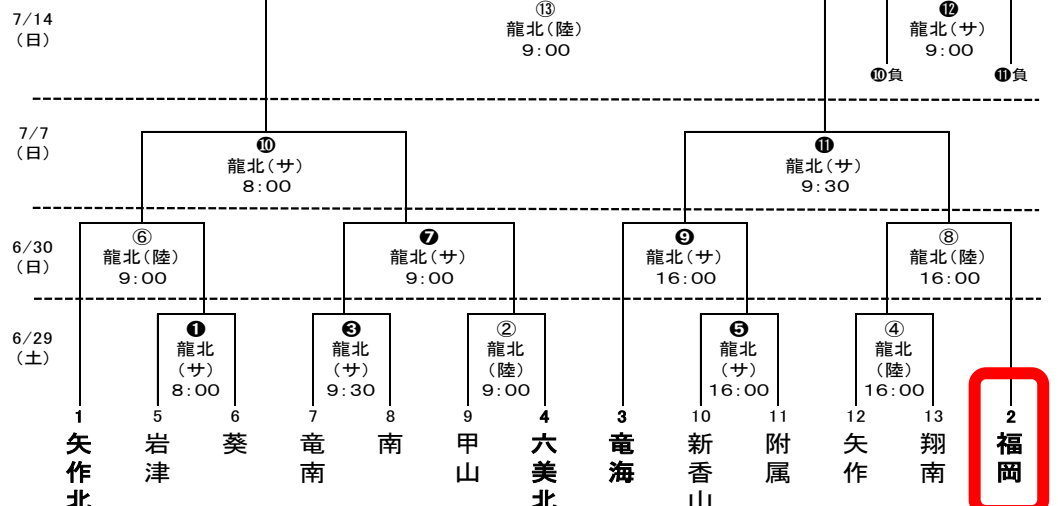 7/14
(日)
⑬
龍北(陸)
9:00
⓬
龍北(サ)
9:00
❿負
⓫負
7/7
(日)
❿
龍北(サ)
8:00
⓫
龍北(サ)
9:30
6/30
(日)
⑥
龍北(陸)
9:00
❼
龍北(サ)
9:00
❾
龍北(サ)
16:00
⑧
龍北(陸)
16:00
6/29
(土)
❶
龍北
(サ)
8:00
❸
龍北
(サ)
9:30
②
龍北
(陸)
9:00
❺
龍北
(サ)
16:00
④
龍北
(陸)
16:00
1
矢作北
5
岩津
6
葵
7
竜南
8
南
9
甲山
4
六美北
3
竜海
10
新香山
11
附属
12
矢作
13
翔南
2
福岡